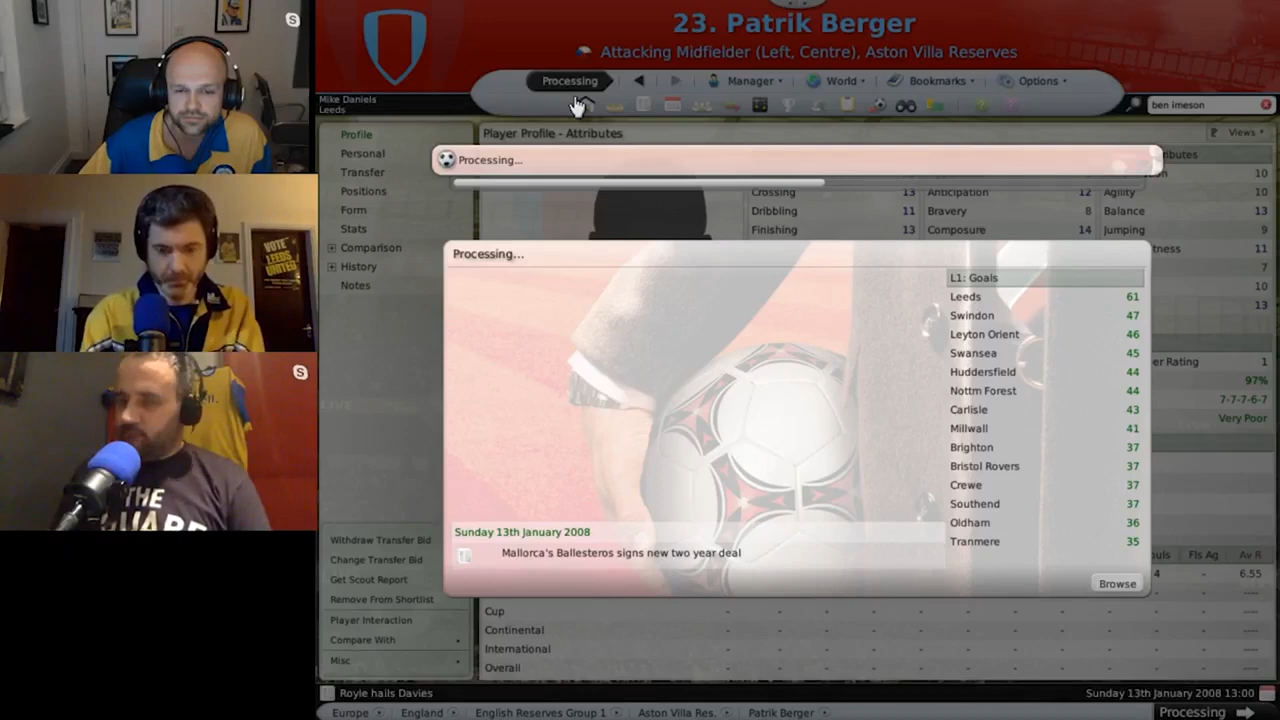 23. Patrik Berger
Attacking Midfielder (Left, Centre), Aston Villa Reserves
Processing
Manager
World
Bookmarks
Options
Mike Daniels
Leeds
ben imeson
Profile
Personal
Transfer
Positions
Form
Stats
Comparison
History
Notes
Player Profile - Attributes
Views
Processing...
Crossing 13 Anticipation 12 Agility 10
Dribbling 11 Bravery 8 Balance 13
Finishing 13 Composure 14 Jumping 9
11
7
10
13
Processing...
L1: Goals
Leeds 61
Swindon 47
Leyton Orient 46
Swansea 45
Huddersfield 44
Nottm Forest 44
Carlisle 43
Millwall 41
Brighton 37
Bristol Rovers 37
Crewe 37
Southend 37
Oldham 36
Tranmere 35
Sunday 13th January 2008
Mallorca's Ballesteros signs new two year deal
Browse
er Rating 1
97%
7-7-7-6-7
Very Poor
Fls Ag Av R
4 - 6.55
Withdraw Transfer Bid
Change Transfer Bid
Get Scout Report
Remove From Shortlist
Player Interaction
Compare With
Misc
Cup
Continental
International
Overall
Royle hails Davies
Sunday 13th January 2008 13:00
Europe England English Reserves Group 1 Aston Villa Res. Patrik Berger
Processing
VOTE
LEEDS
UNITED
THE
SQUARE